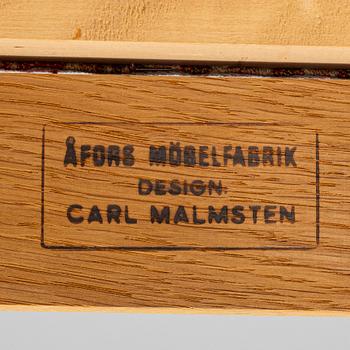 ÅFORS MÖBELFABRIK
DESIGN.
CARL MALMSTEN